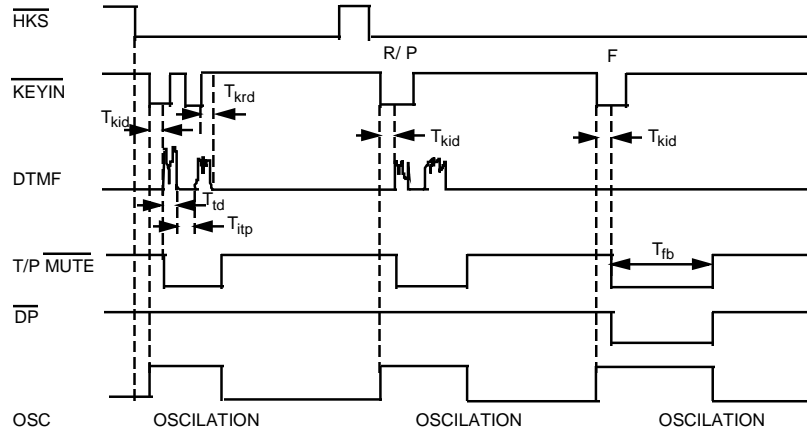 HKS
R/ P F
KEYIN
Tkrd
Tkid Tkid Tkid
DTMF
Ttd
Titp
T/P MUTE Tfb
DP
OSC OSCILATION OSCILATION OSCILATION